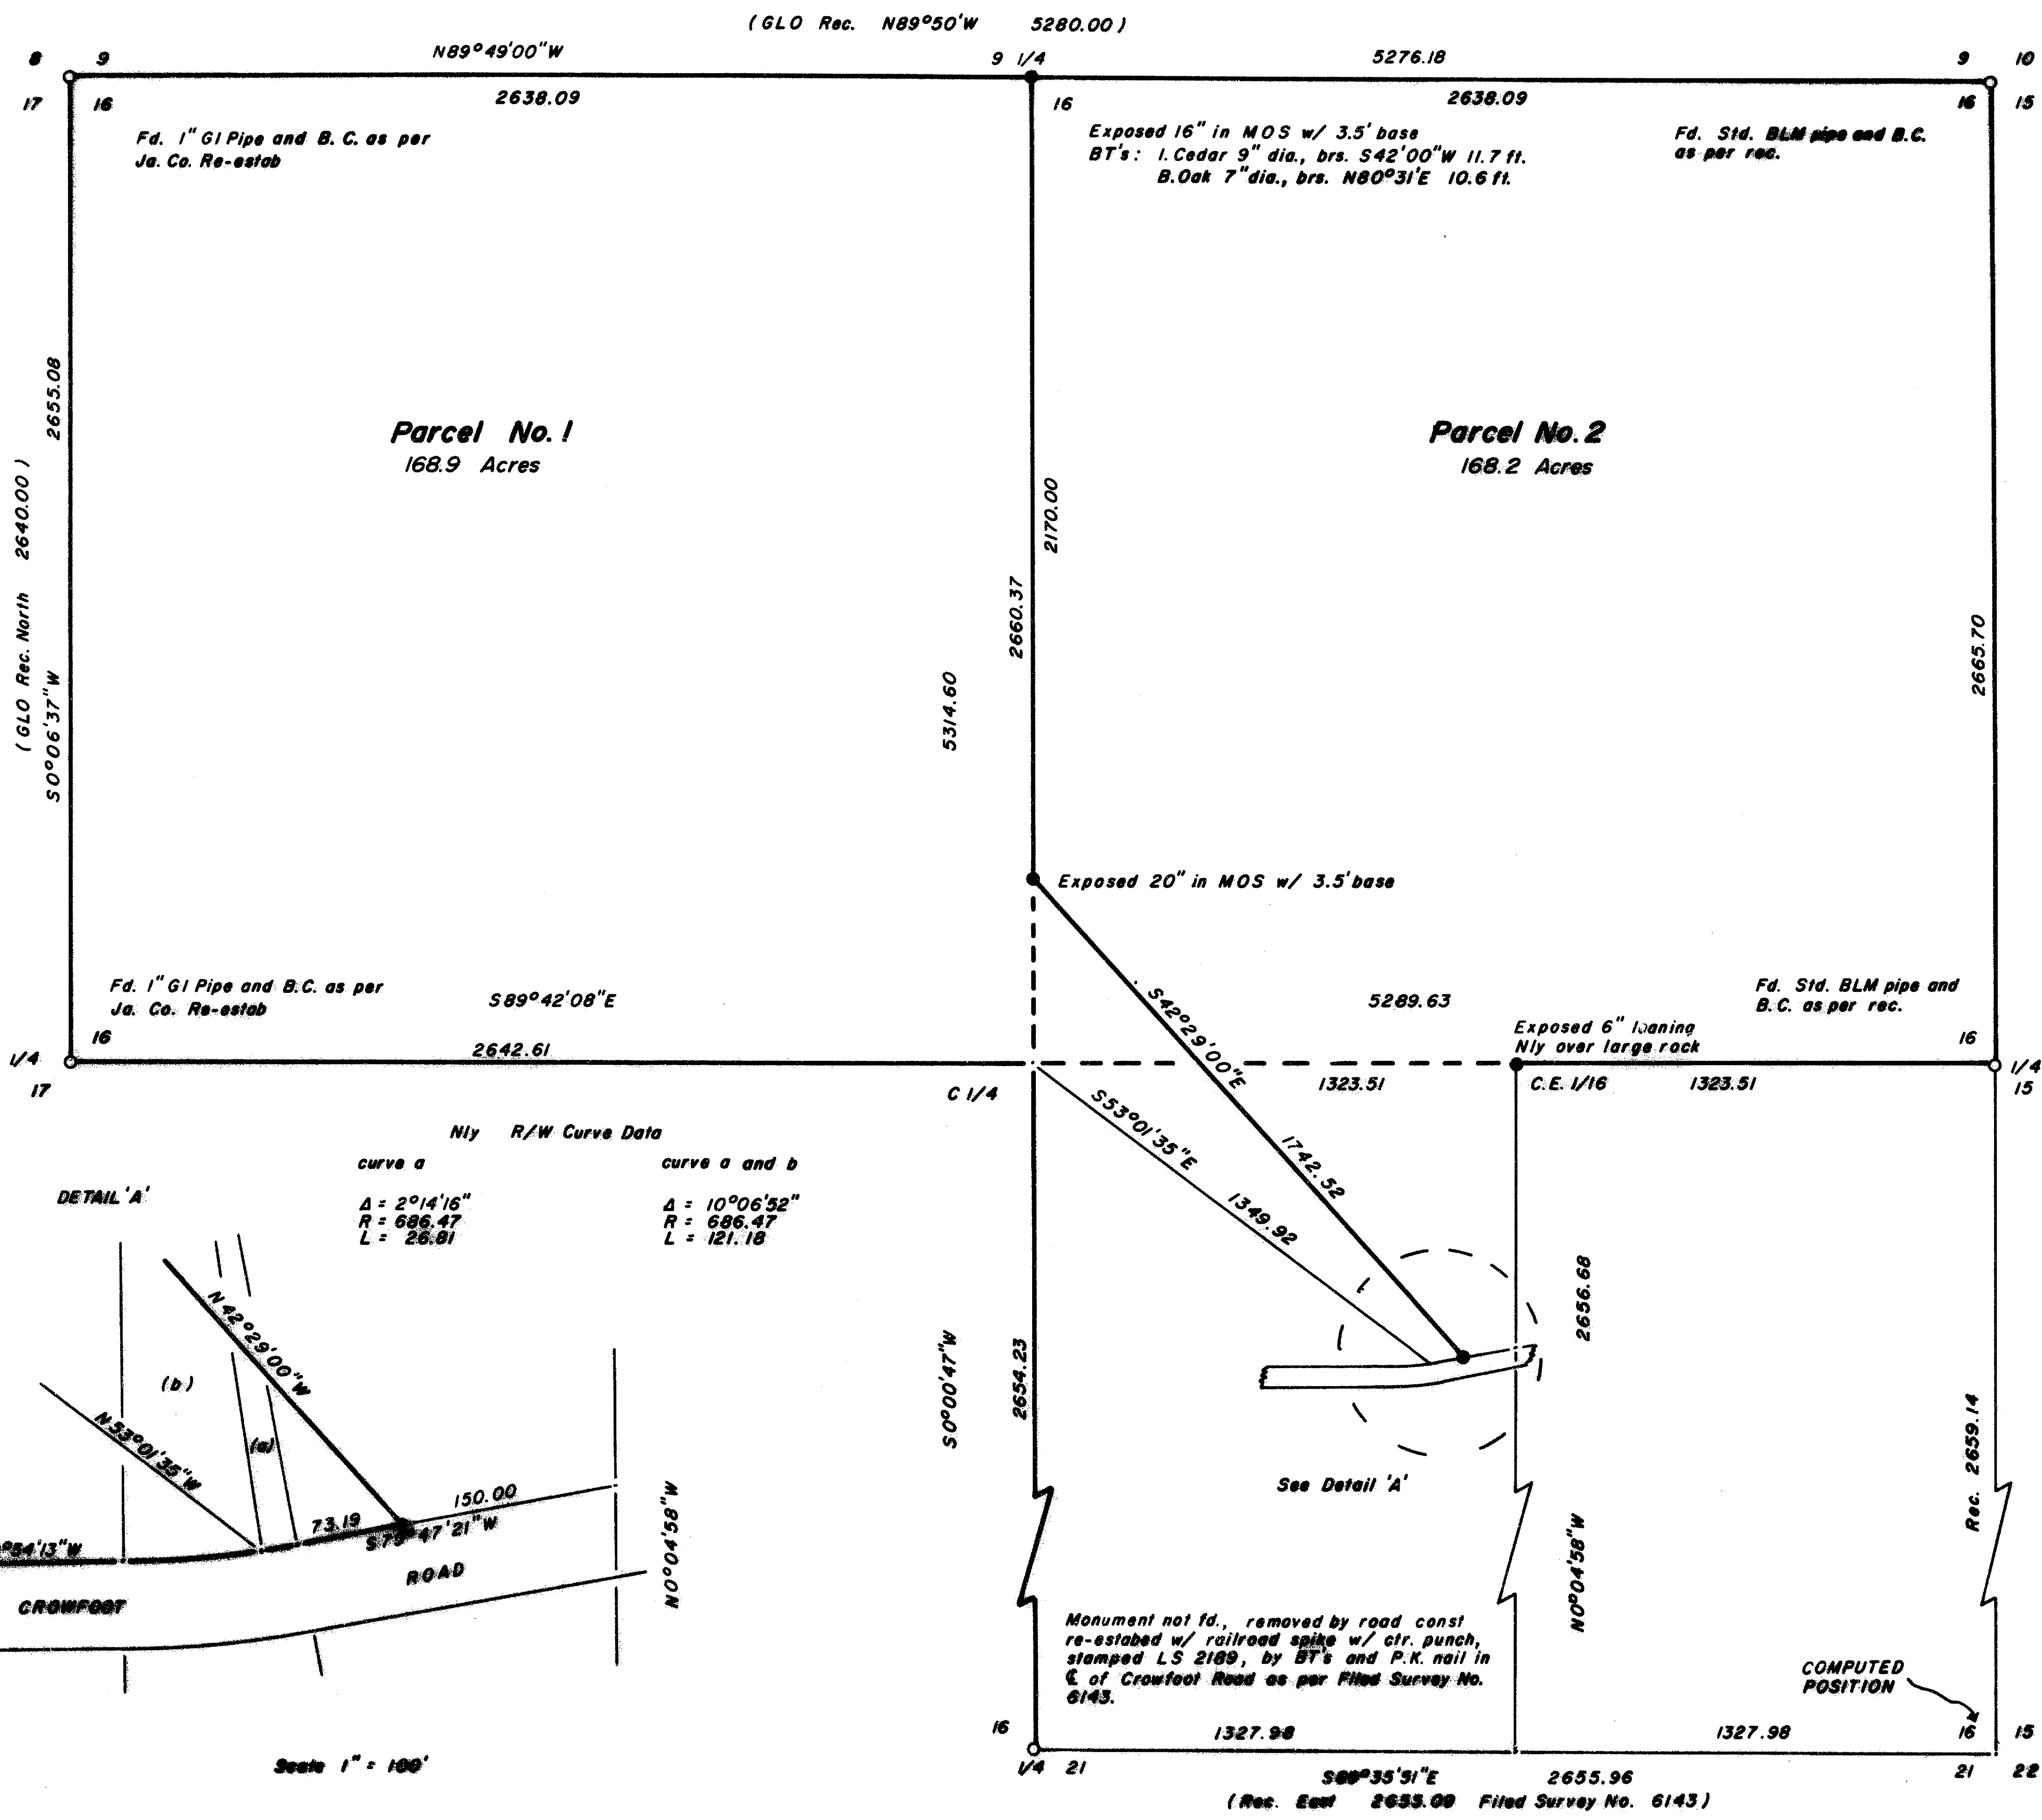 (GLO Rec. N89°50'W 5280.00)
8 9 N89°49'00"W 9 1/4 5276.18 9 10
17 16 2638.09 16 2638.09 16 15
Fd. 1" GI Pipe and B.C. as per
Ja. Co. Re-estab
Exposed 16" in MOS w/ 3.5' base
BT's: I.Cedar 9" dia., brs. S42'00"W 11.7 ft.
B.Oak 7"dia., brs. N80°31'E 10.6 ft.
Fd. Std. BLM pipe and B.C.
as per rec.
2655.08
(GLO Rec. North 2640.00)
S0°06'37"W
Parcel No. 1
168.9 Acres
Parcel No. 2
168.2 Acres
2170.00
2660.37
5314.60
2665.70
Exposed 20" in MOS w/ 3.5' base
Fd. 1" GI Pipe and B.C. as per
Ja. Co. Re-estab
S89°42'08"E
5289.63
Fd. Std. BLM pipe and
B.C. as per rec.
Exposed 6" leaning
Nly over large rock
16
2642.61
16
1/4
17
C 1/4
1323.51
C.E. 1/16
1323.51
1/4
15
S42°29'00"E
1742.52
S53°01'35"E
1349.92
Nly R/W Curve Data
curve a
Δ = 2°14'16"
R = 686.47
L = 26.81
curve a and b
Δ = 10°06'52"
R = 686.47
L = 121.18
DETAIL 'A'
N 42°29'00"W
(b)
N 53°01'35"W
(a)
150.00
73.19
47'21"W
54'13"W
ROAD
CROWFOOT
N0°04'58"W
Scale 1" = 100'
S0°00'47"W
2654.23
2656.68
See Detail 'A'
N0°04'58"W
Rec. 2659.14
Monument not fd., removed by road const
re-estabed w/ railroad spike w/ ctr. punch,
stamped LS 2189, by BT's and P.K. nail in
℄ of Crowfoot Road as per Filed Survey No.
6143.
COMPUTED
POSITION
16 1327.98 1327.98 16 15
1/4 21 21 22
35'51"E 2655.96
(Rec. East 2655.09 Filed Survey No. 6143)